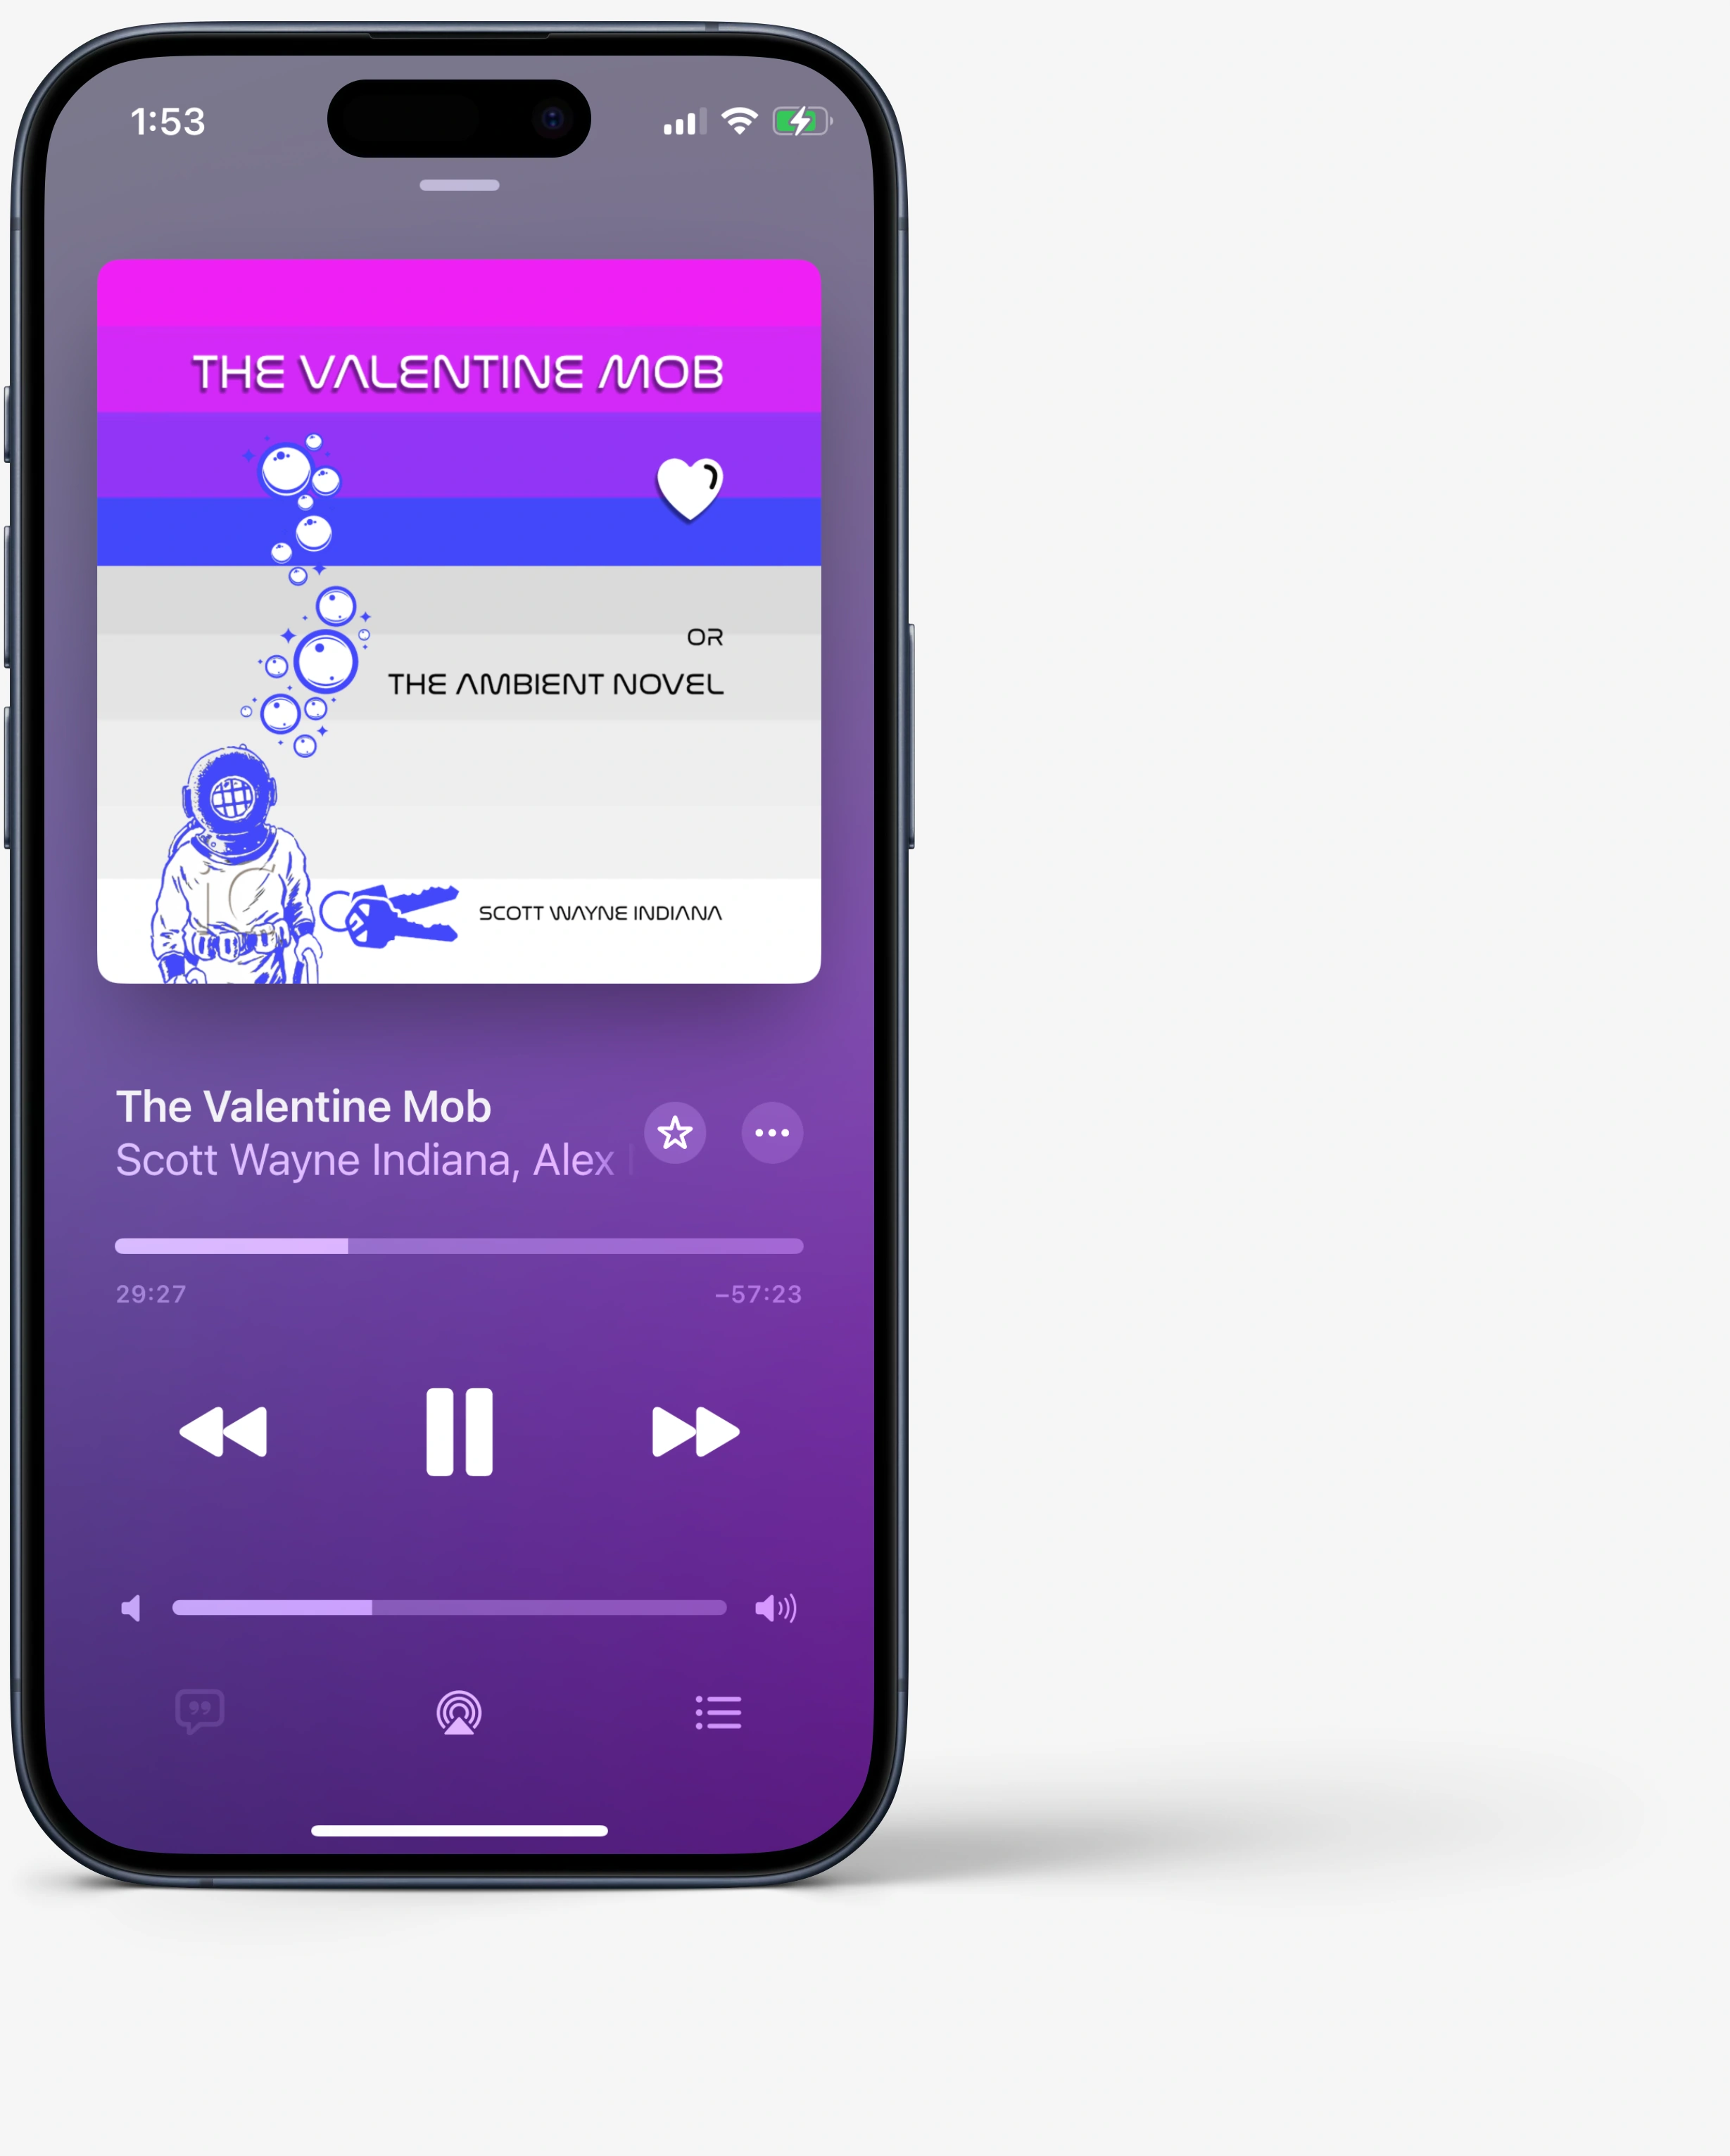 1:53
THE VALENTINE MOB
OR
THE AMBIENT NOVEL
SCOTT WAYNE INDIANA
The Valentine Mob
Scott Wayne Indiana, Alex
29:27
−57:23